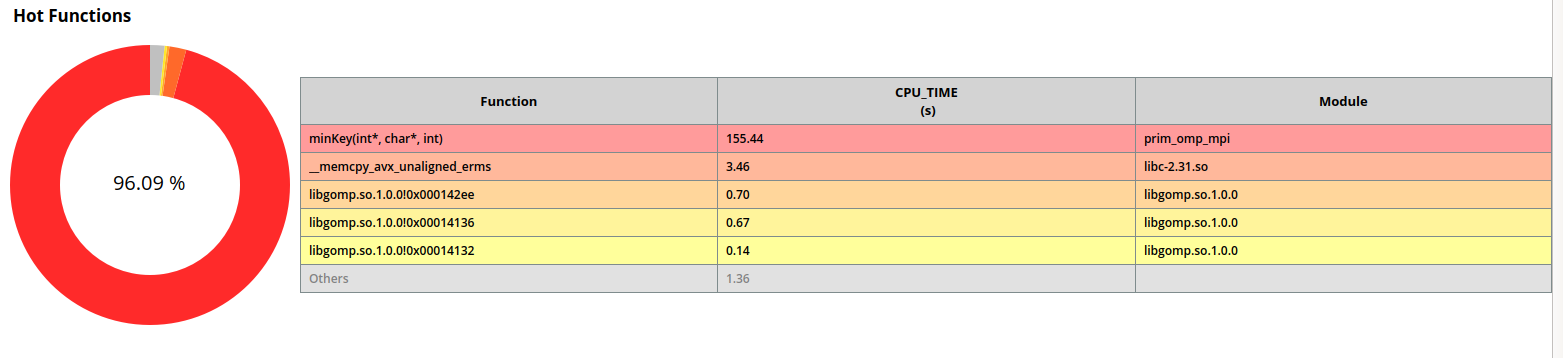 Hot Functions
96.09 %
Function CPU_TIME (s) Module
minKey(int*, char*, int) 155.44 prim_omp_mpi
__memcpy_avx_unaligned_erms 3.46 libc-2.31.so
libgomp.so.1.0.0!0x000142ee 0.70 libgomp.so.1.0.0
libgomp.so.1.0.0!0x00014136 0.67 libgomp.so.1.0.0
libgomp.so.1.0.0!0x00014132 0.14 libgomp.so.1.0.0
Others 1.36